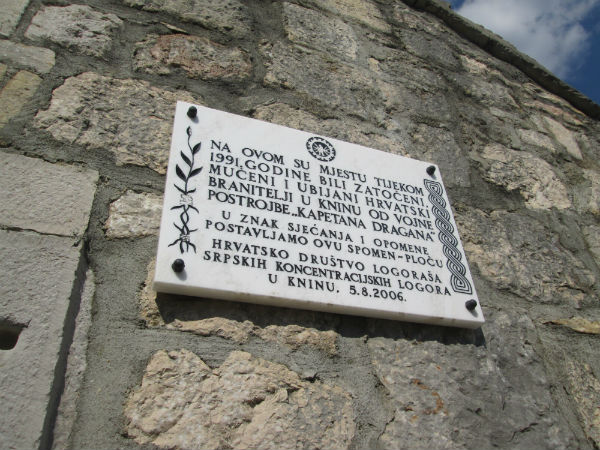 NA OVOM SU MJESTU TIJEKOM
1991. GODINE BILI ZATOČENI
MUČENI I UBIJANI HRVATSKI
BRANITELJI U KNINU OD VOJNE
POSTROJBE „KAPETANA DRAGANA"
U ZNAK SJEĆANJA I OPOMENE
POSTAVLJAMO OVU SPOMEN-PLOČU
HRVATSKO DRUŠTVO LOGORAŠA
SRPSKIH KONCENTRACIJSKIH LOGORA
U KNINU, 5.8.2006.